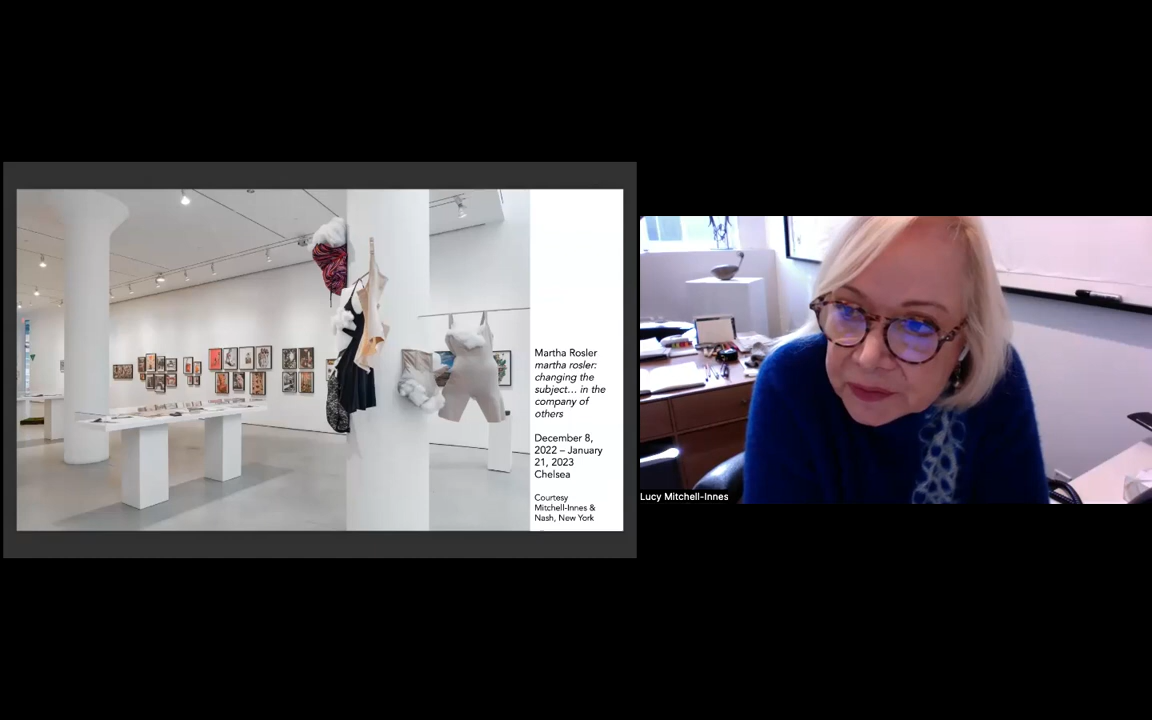 Martha Rosler
martha rosler:
changing the
subject... in the
company of
others
December 8,
2022 – January
21, 2023
Chelsea
Courtesy
Mitchell-Innes &
Nash, New York
Lucy Mitchell-Innes